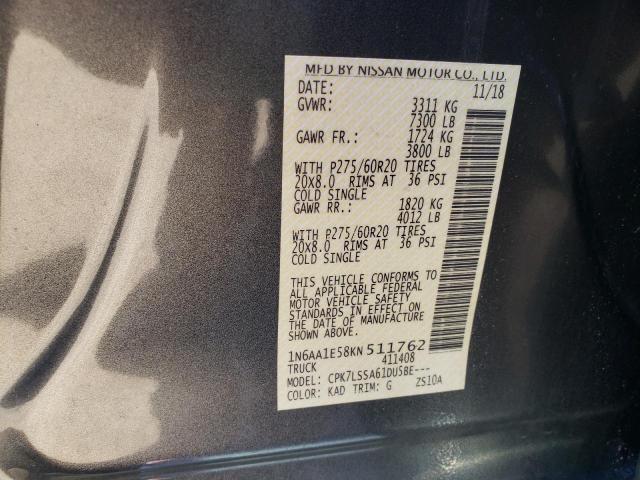 MFD BY NISSAN MOTOR CO., LTD.
DATE: 11/18
GVWR: 3311 KG
7300 LB
GAWR FR.: 1724 KG
3800 LB
WITH P275/60R20 TIRES
20X8.0 RIMS AT 36 PSI
COLD SINGLE
GAWR RR.: 1820 KG
4012 LB
WITH P275/60R20 TIRES
20X8.0 RIMS AT 36 PSI
COLD SINGLE
THIS VEHICLE CONFORMS TO
ALL APPLICABLE FEDERAL
MOTOR VEHICLE SAFETY
STANDARDS IN EFFECT ON
THE DATE OF MANUFACTURE
SHOWN ABOVE.
1N6AA1E58KN511762
TRUCK 411408
MODEL: CPK7LSSA61DU5BE---
COLOR: KAD TRIM: G ZS10A